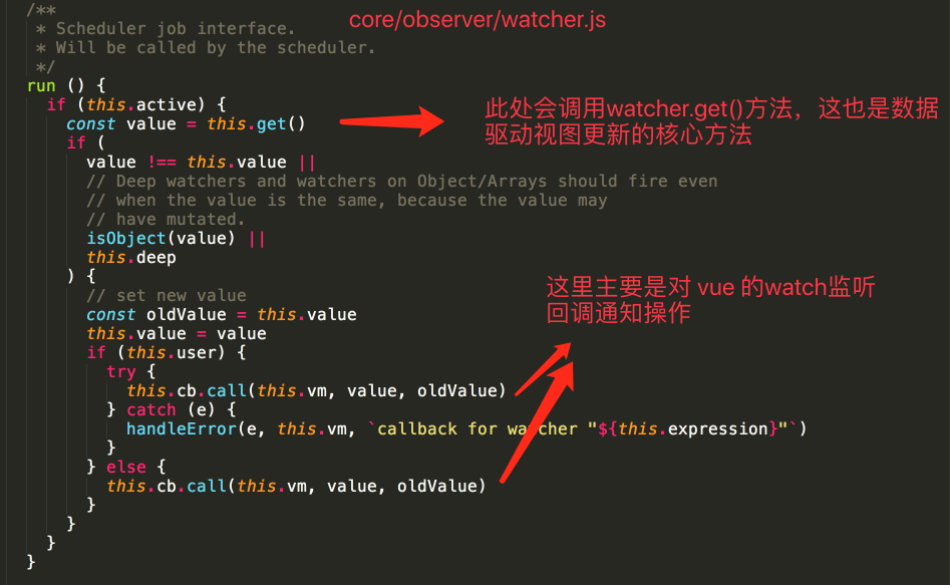 /**
core/observer/watcher.js
* Scheduler job interface.
* Will be called by the scheduler.
*/
run () {
if (this.active) {
const value = this.get()
此处会调用watcher.get()方法，这也是数据
驱动视图更新的核心方法
if (
value !== this.value ||
// Deep watchers and watchers on Object/Arrays should fire even
// when the value is the same, because the value may
// have mutated.
isObject(value) ||
this.deep
) {
// set new value
const oldValue = this.value
this.value = value
这里主要是对 vue 的watch监听
回调通知操作
if (this.user) {
try {
this.cb.call(this.vm, value, oldValue)
} catch (e) {
handleError(e, this.vm, `callback for watcher "${this.expression}"`)
}
} else {
this.cb.call(this.vm, value, oldValue)
}
}
}
}